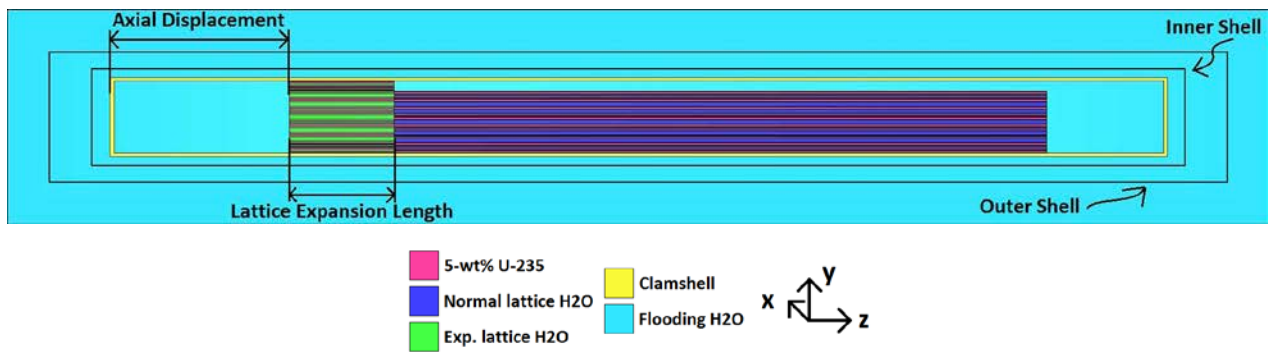 Axial Displacement
Inner Shell
Lattice Expansion Length
Outer Shell
5-wt% U-235
Normal lattice H2O
Exp. lattice H2O
Clamshell
Flooding H2O
y
x
z